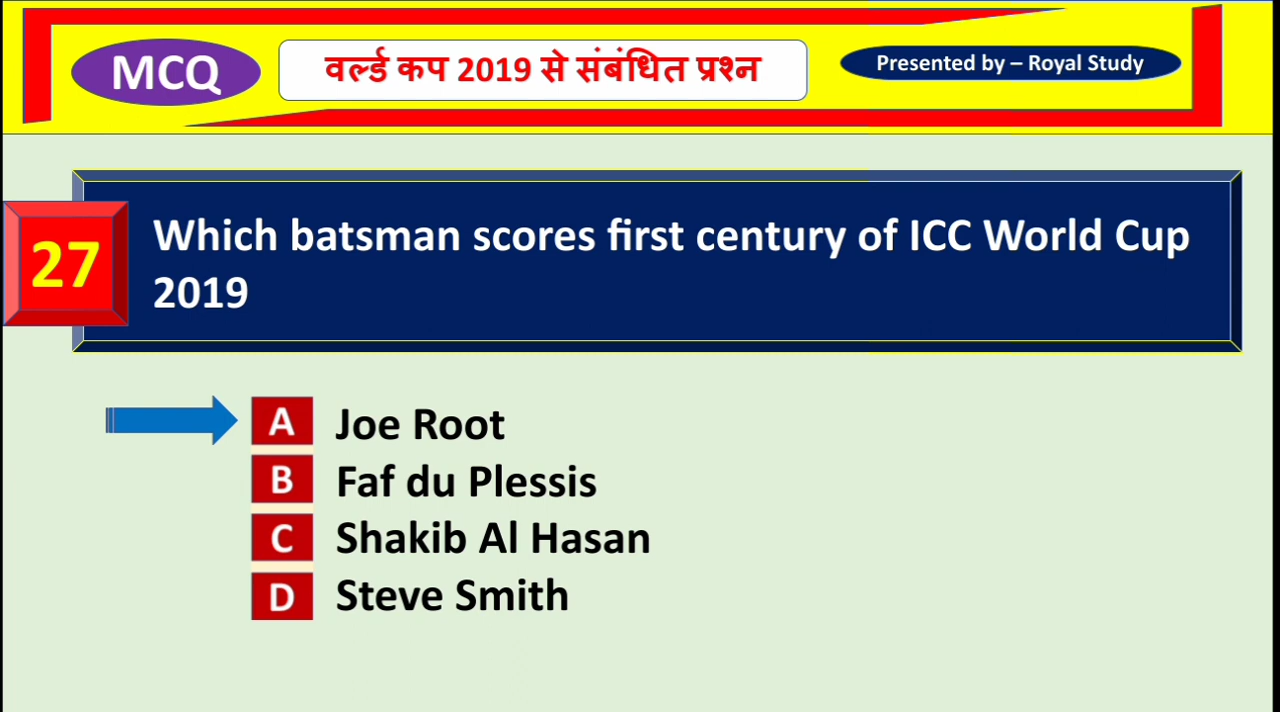 MCQ
वर्ल्ड कप 2019 से संबंधित प्रश्न
Presented by – Royal Study
27
Which batsman scores first century of ICC World Cup
2019
A Joe Root
B Faf du Plessis
C Shakib Al Hasan
D Steve Smith